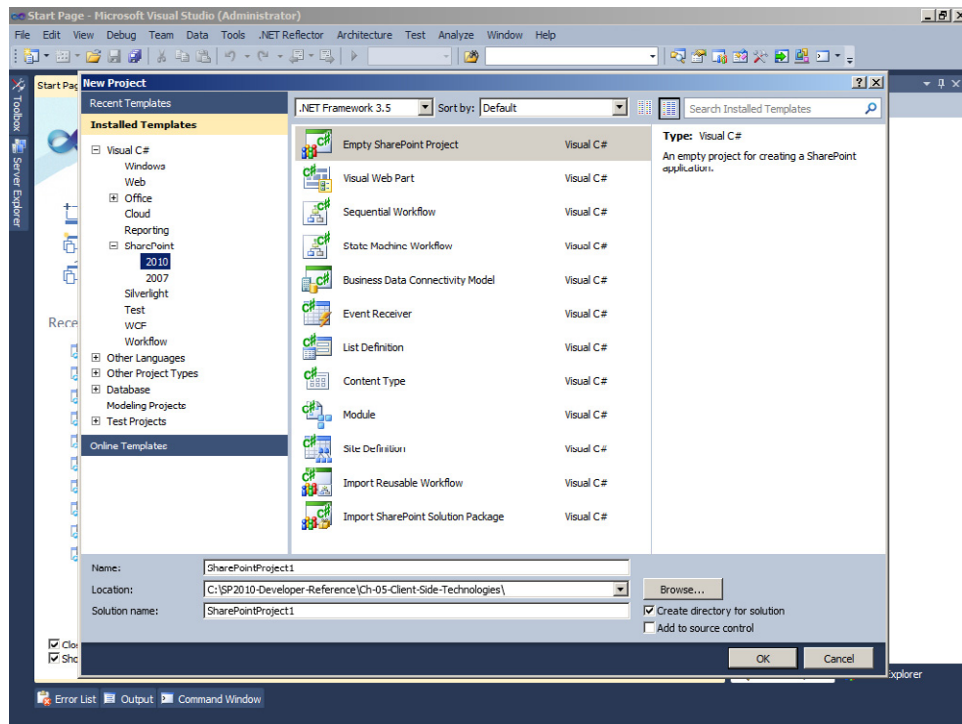 Start Page - Microsoft Visual Studio (Administrator)
File Edit View Debug Team Data Tools .NET Reflector Architecture Test Analyze Window Help
Toolbox
Server Explorer
Start Pag
New Project
Recent Templates
Installed Templates
Visual C#
Windows
Web
Office
Cloud
Reporting
SharePoint
2010
2007
Silverlight
Test
WCF
Workflow
Other Languages
Other Project Types
Database
Modeling Projects
Test Projects
Online Templates
.NET Framework 3.5 Sort by: Default Search Installed Templates
Empty SharePoint Project Visual C#
Visual Web Part Visual C#
Sequential Workflow Visual C#
State Machine Workflow Visual C#
Business Data Connectivity Model Visual C#
Event Receiver Visual C#
List Definition Visual C#
Content Type Visual C#
Module Visual C#
Site Definition Visual C#
Import Reusable Workflow Visual C#
Import SharePoint Solution Package Visual C#
Type: Visual C#
An empty project for creating a SharePoint
application.
Rece
Name: SharePointProject1
Location: C:\SP2010-Developer-Reference\Ch-05-Client-Side-Technologies\ Browse...
Solution name: SharePointProject1
Create directory for solution
Add to source control
OK Cancel
Clo
Sho
xplorer
Error List Output Command Window